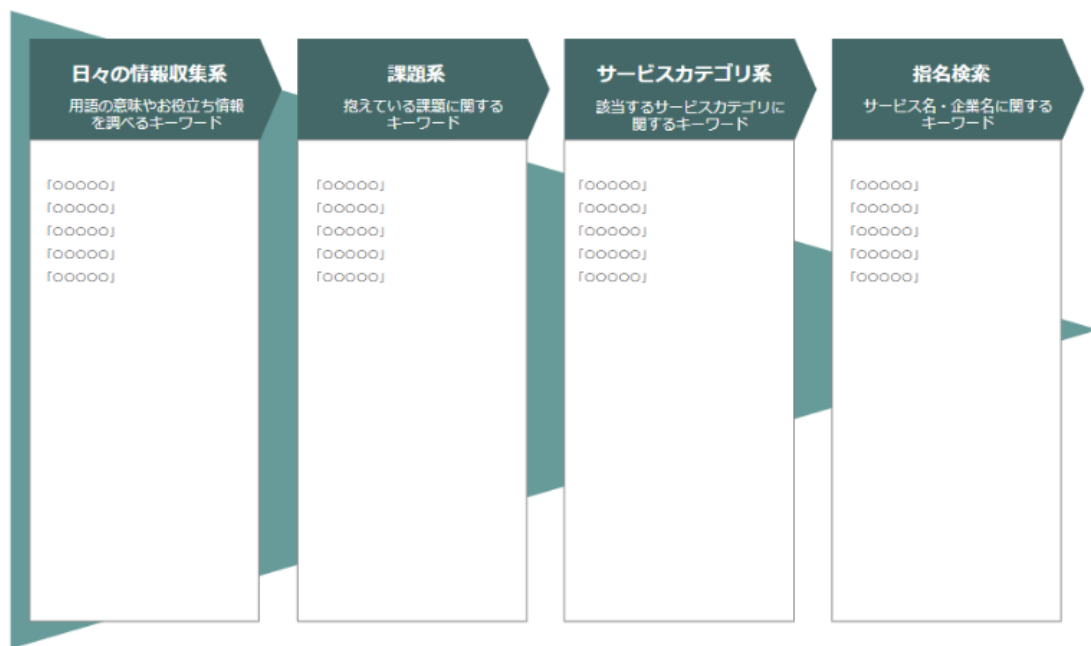 日々の情報収集系
用語の意味やお役立ち情報
を調べるキーワード
「○○○○○」
「○○○○○」
「○○○○○」
「○○○○○」
「○○○○○」
課題系
抱えている課題に関する
キーワード
「○○○○○」
「○○○○○」
「○○○○○」
「○○○○○」
「○○○○○」
サービスカテゴリ系
該当するサービスカテゴリに
関するキーワード
「○○○○○」
「○○○○○」
「○○○○○」
「○○○○○」
「○○○○○」
指名検索
サービス名・企業名に関する
キーワード
「○○○○○」
「○○○○○」
「○○○○○」
「○○○○○」
「○○○○○」